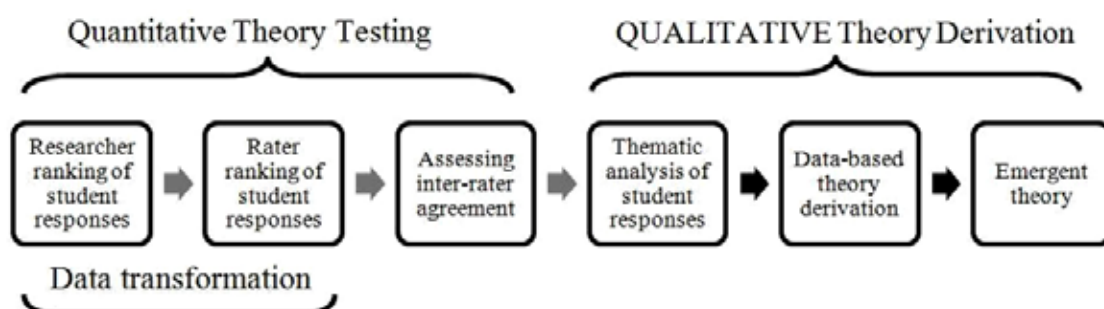 Quantitative Theory Testing
QUALITATIVE Theory Derivation
Researcher
ranking of
student
responses
Rater
ranking of
student
responses
Assessing
inter-rater
agreement
Thematic
analysis of
student
responses
Data-based
theory
derivation
Emergent
theory
Data transformation